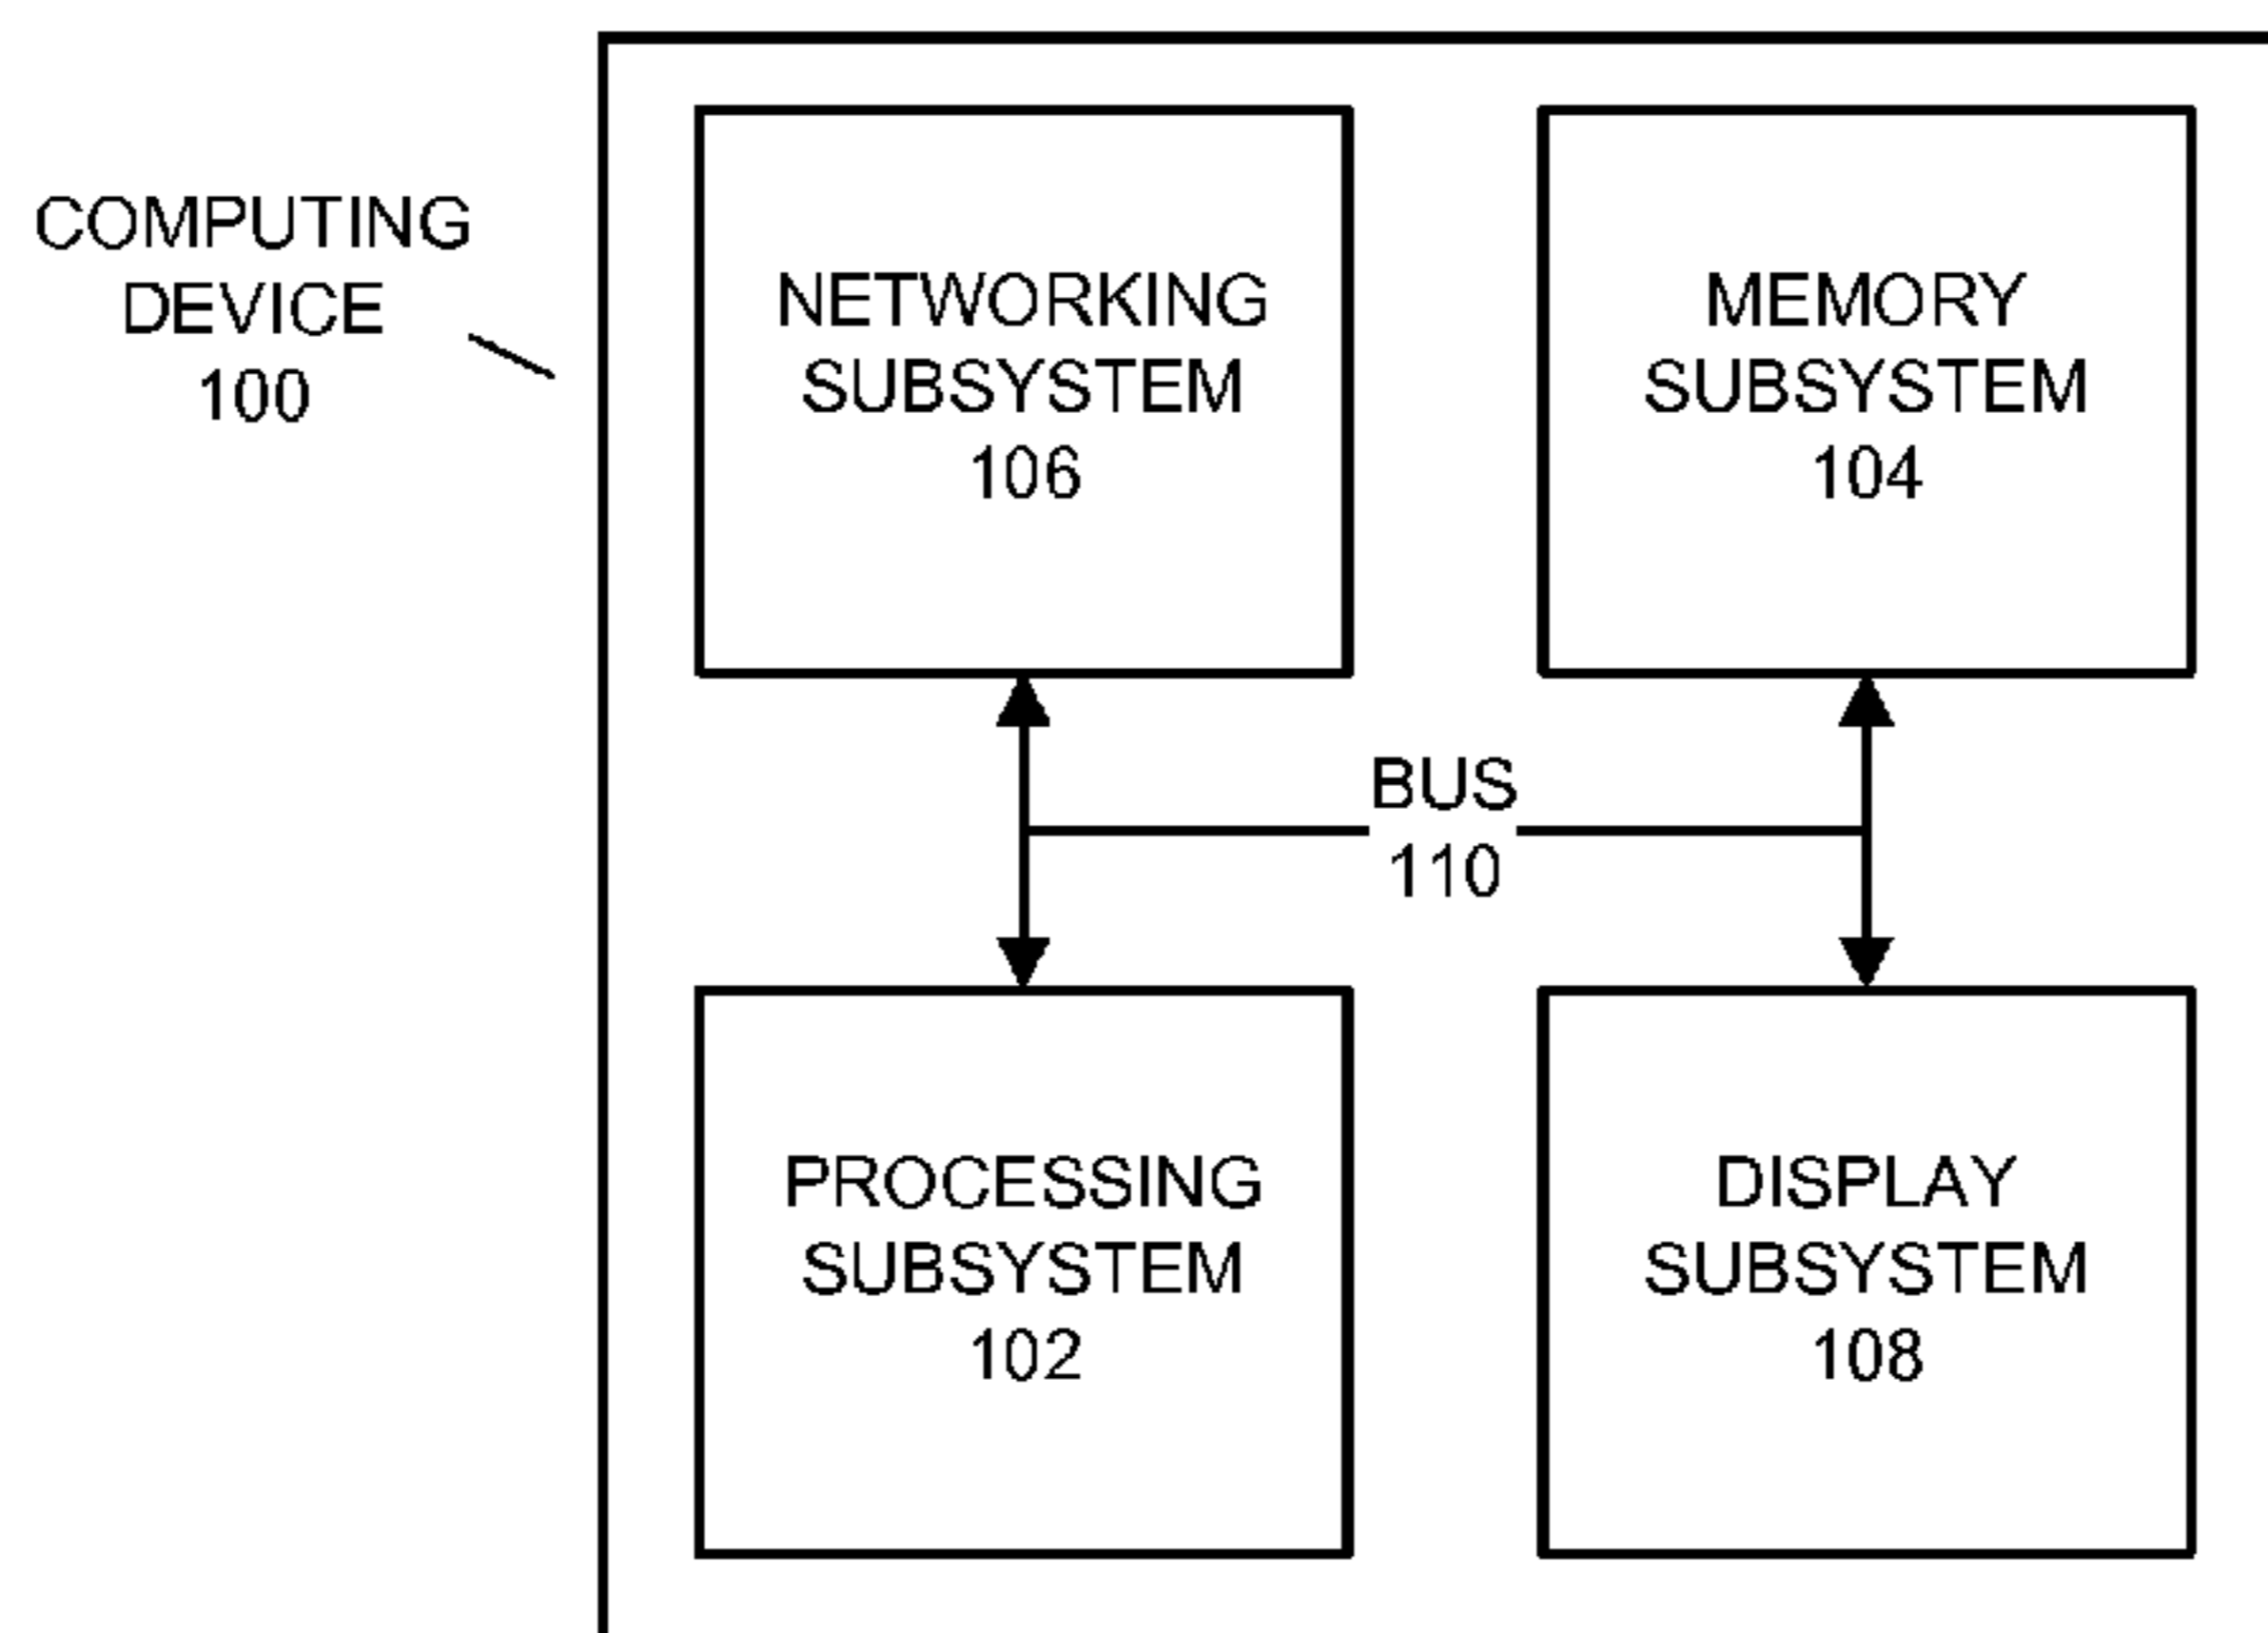 COMPUTING
DEVICE
100
NETWORKING
SUBSYSTEM
106
MEMORY
SUBSYSTEM
104
BUS
110
PROCESSING
SUBSYSTEM
102
DISPLAY
SUBSYSTEM
108